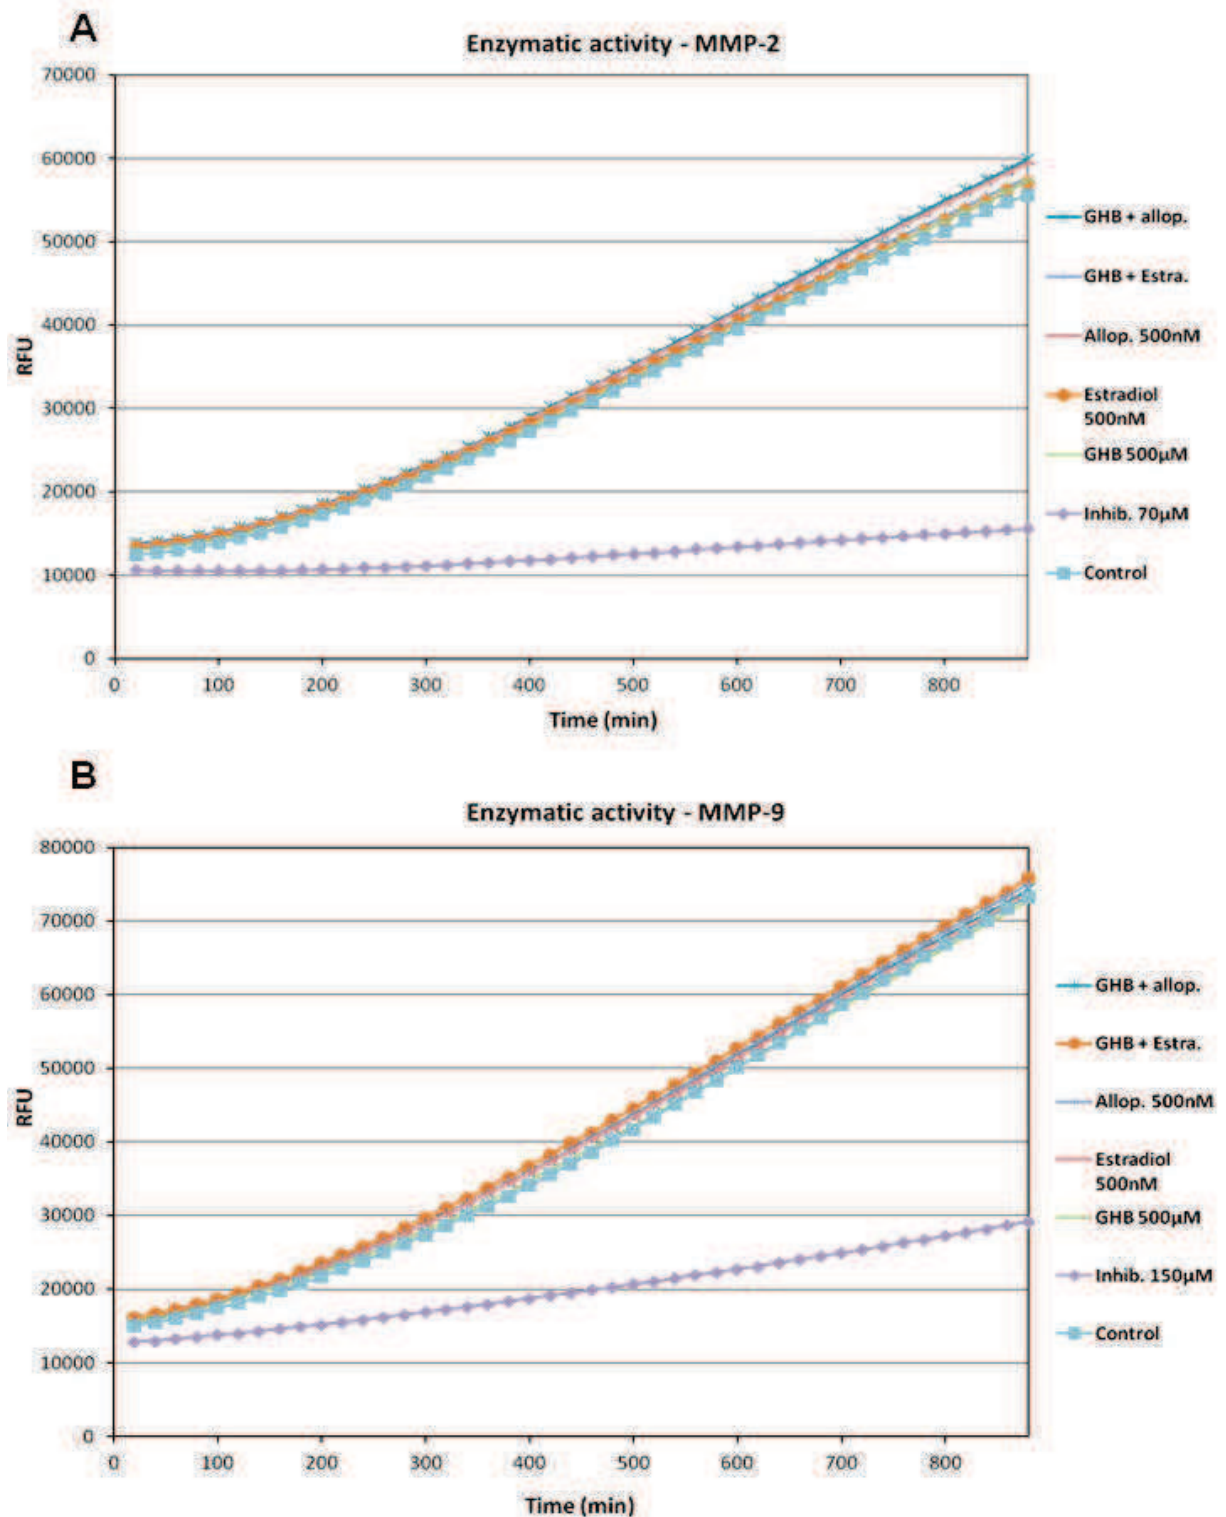 A
Enzymatic activity - MMP-2
70000
60000
50000
40000
30000
20000
10000
0
RFU
0 100 200 300 400 500 600 700 800
Time (min)
GHB + allop.
GHB + Estra.
Allop. 500nM
Estradiol
500nM
GHB 500µM
Inhib. 70µM
Control
B
Enzymatic activity - MMP-9
80000
70000
60000
50000
40000
30000
20000
10000
0
RFU
0 100 200 300 400 500 600 700 800
Time (min)
GHB + allop.
GHB + Estra.
Allop. 500nM
Estradiol
500nM
GHB 500µM
Inhib. 150µM
Control